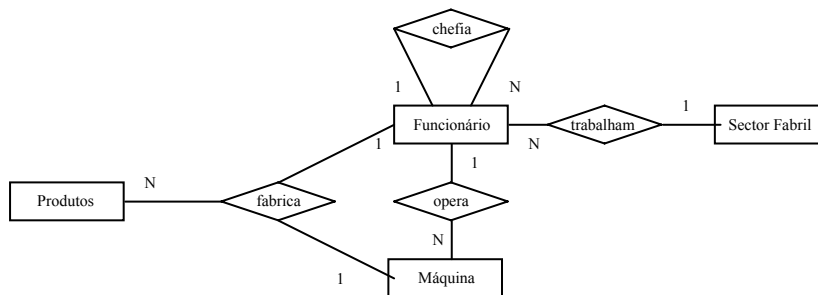 chefia
1 N
Funcionário N trabalham 1 Sector Fabril
1 1
Produtos N fabrica opera
N
1 Máquina